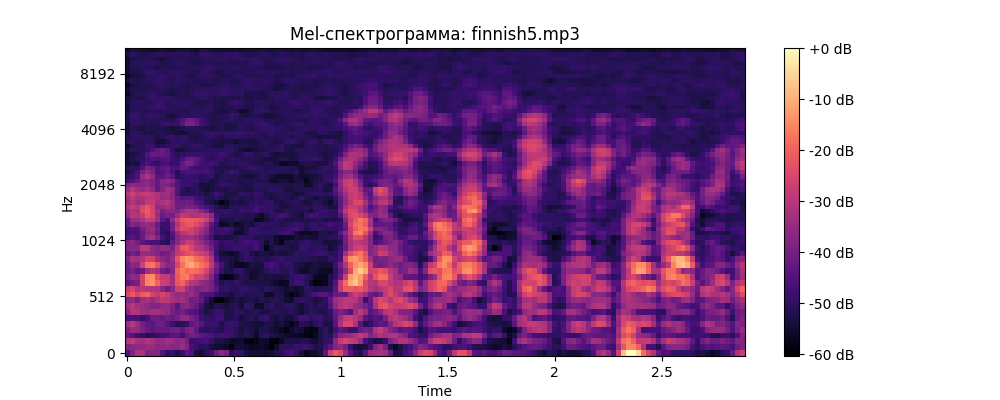 Mel-спектрограмма: finnish5.mp3
+0 dB
8192
-10 dB
4096
-20 dB
2048
Hz
-30 dB
1024
-40 dB
512
-50 dB
0
-60 dB
0 0.5 1 1.5 2 2.5
Time